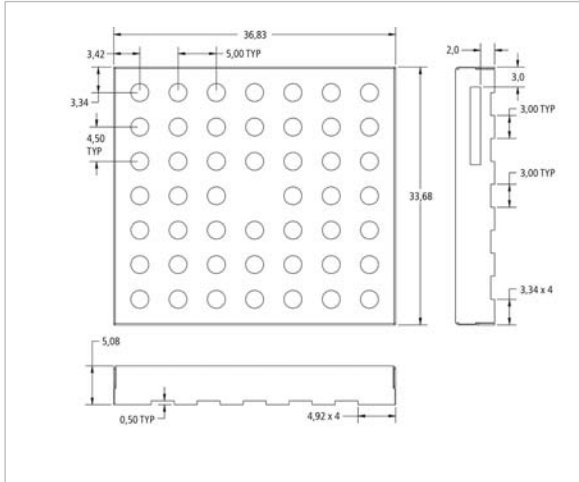 36,83
3,42
5,00 TYP
2,0
3,0
3,34
3,00 TYP
4,50
TYP
3,00 TYP
33,68
3,34 x 4
5,08
0,50 TYP
4,92 x 4